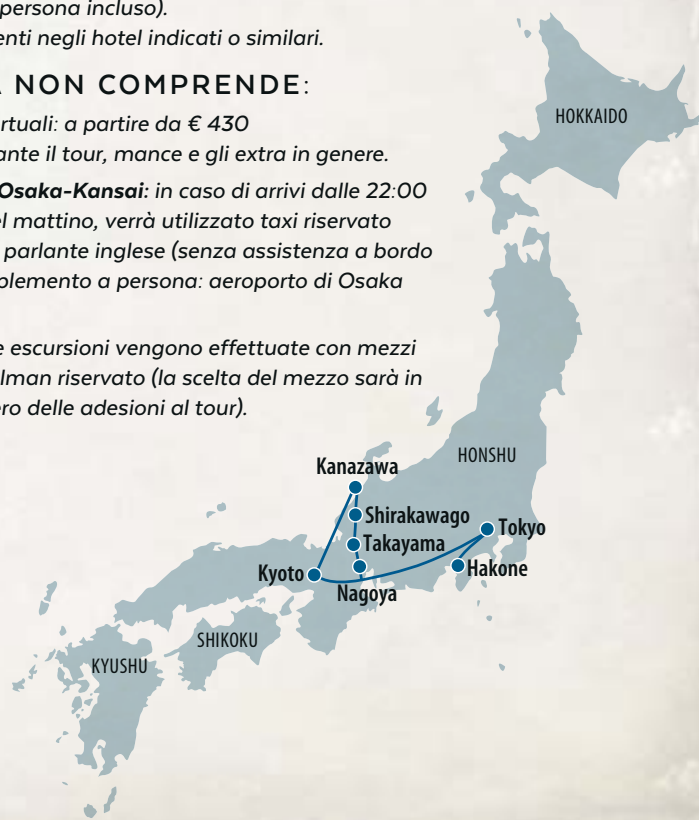 persona incluso).
enti negli hotel indicati o similari.
A NON COMPRENDE:
rtuali: a partire da € 430
ante il tour, mance e gli extra in genere.
Osaka-Kansai: in caso di arrivi dalle 22:00
el mattino, verrà utilizzato taxi riservato
parlante inglese (senza assistenza a bordo
plemento a persona: aeroporto di Osaka
e escursioni vengono effettuate con mezzi
lman riservato (la scelta del mezzo sarà in
ero delle adesioni al tour).
HOKKAIDO
HONSHU
Kanazawa
Shirakawago
Tokyo
Takayama
Kyoto
Hakone
Nagoya
SHIKOKU
KYUSHU